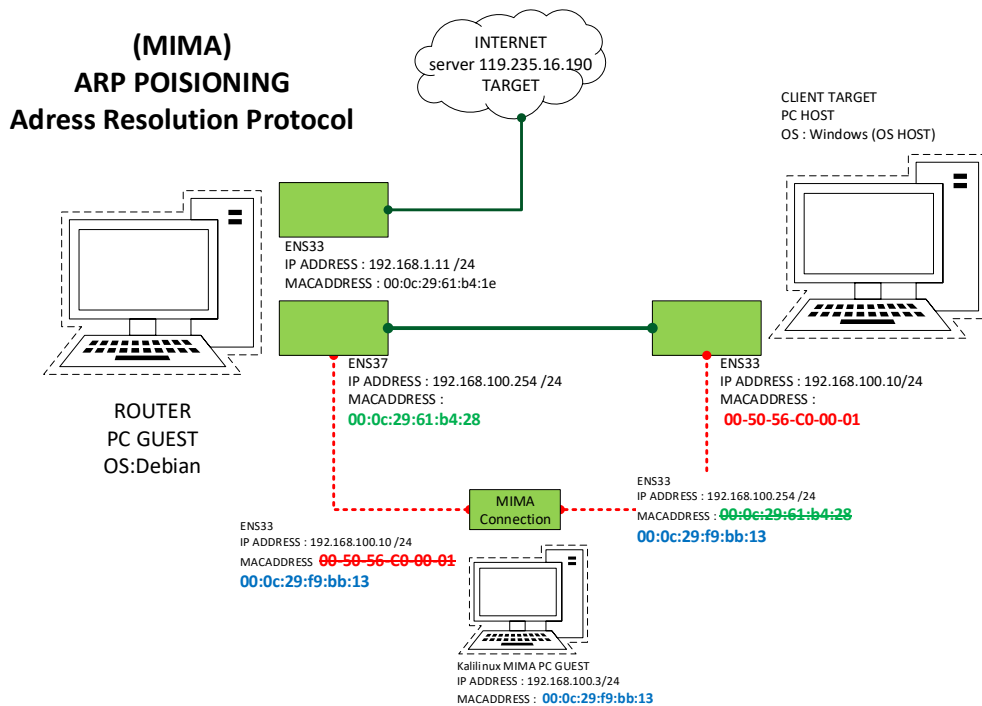 (MIMA)
ARP POISIONING
Adress Resolution Protocol
INTERNET
server 119.235.16.190
TARGET
CLIENT TARGET
PC HOST
OS : Windows (OS HOST)
ENS33
IP ADDRESS : 192.168.1.11 /24
MACADDRESS : 00:0c:29:61:b4:1e
ENS37
IP ADDRESS : 192.168.100.254 /24
MACADDRESS :
00:0c:29:61:b4:28
ENS33
IP ADDRESS : 192.168.100.10/24
MACADDRESS :
00-50-56-C0-00-01
ROUTER
PC GUEST
OS:Debian
MIMA
Connection
ENS33
IP ADDRESS : 192.168.100.254 /24
MACADDRESS : 00:0c:29:61:b4:28
00:0c:29:f9:bb:13
ENS33
IP ADDRESS : 192.168.100.10 /24
MACADDRESS 00-50-56-C0-00-01
00:0c:29:f9:bb:13
Kalilinux MIMA PC GUEST
IP ADDRESS : 192.168.100.3/24
MACADDRESS : 00:0c:29:f9:bb:13